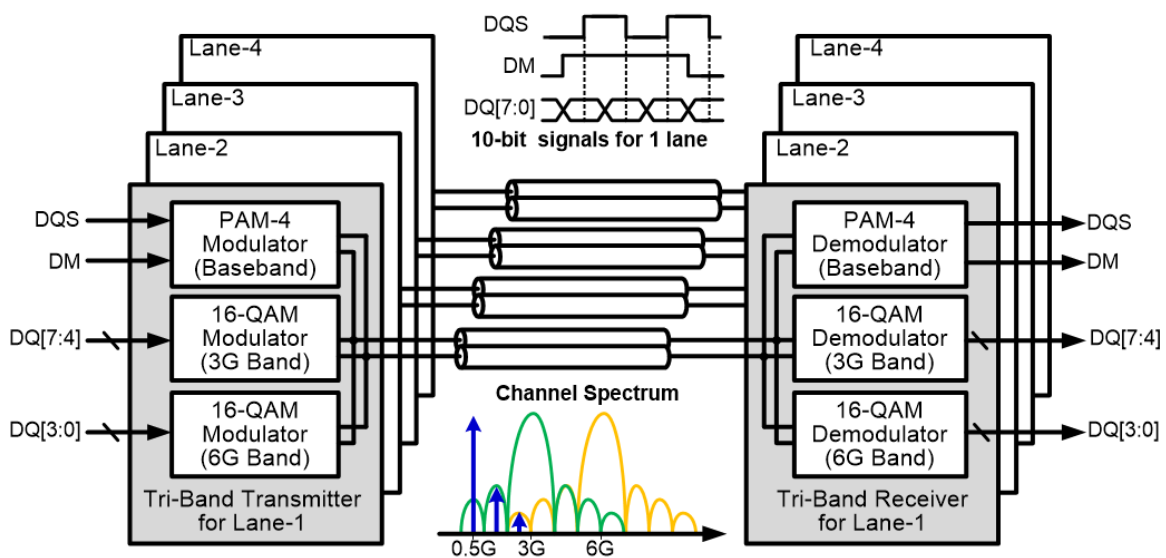 Lane-4
Lane-3
Lane-2
DQS
DM
DQ[7:4]
DQ[3:0]
PAM-4
Modulator
(Baseband)
16-QAM
Modulator
(3G Band)
16-QAM
Modulator
(6G Band)
Tri-Band Transmitter
for Lane-1
DQS
DM
DQ[7:0]
10-bit signals for 1 lane
Channel Spectrum
0.5G
3G
6G
Lane-4
Lane-3
Lane-2
PAM-4
Demodulator
(Baseband)
16-QAM
Demodulator
(3G Band)
16-QAM
Demodulator
(6G Band)
Tri-Band Receiver
for Lane-1
DQS
DM
DQ[7:4]
DQ[3:0]